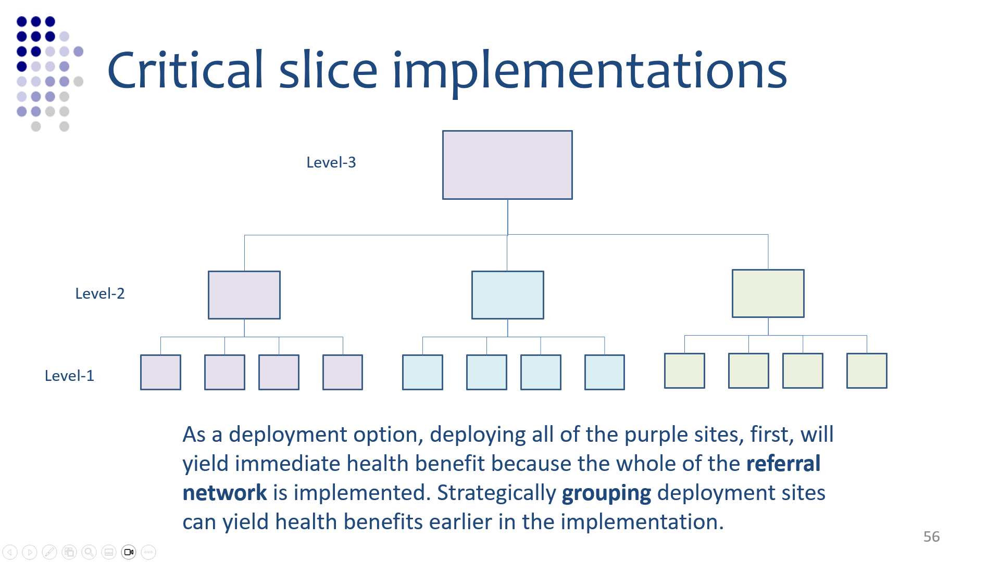 Critical slice implementations
Level-3
Level-2
Level-1
As a deployment option, deploying all of the purple sites, first, will
yield immediate health benefit because the whole of the referral
network is implemented. Strategically grouping deployment sites
can yield health benefits earlier in the implementation.
56